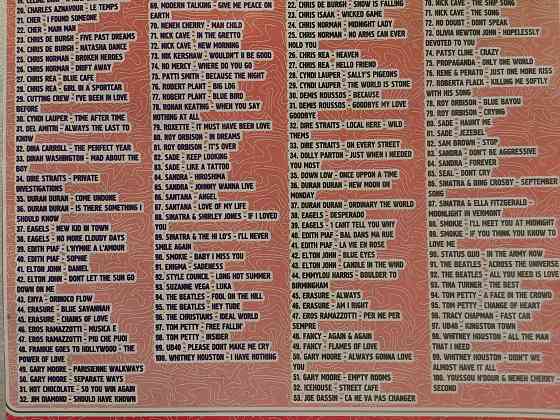 20. CHARLES AZNAVOUR - LE TEMPS
21. CHER - I FOUND SOMEONE
22. CHER - MAIN MAN
23. CHRIS DE BURGH - FIVE PAST DREAMS
24. CHRIS DE BURGH - NATASHA DANCE
25. CHRIS NORMAN - BROKEN HEROES
26. CHRIS NORMAN - DRIFT AWAY
27. CHRIS REA - BLUE CAFE
28. CHRIS REA - GIRL IN A SPORTCAR
29. CUTTING CREW - I'VE BEEN IN LOVE
BEFORE
30. CYNDI LAUPER - TIME AFTER TIME
31. DEL AMITRI - ALWAYS THE LAST TO
KNOW
32. DINA CARROLL - THE PERFECT YEAR
33. DINAH WASHINGTON - MAD ABOUT THE
BOY
34. DIRE STRAITS - PRIVATE
INVESTIGATIONS
35. DURAN DURAN - COME UNDONE
36. DURAN DURAN - IS THERE SOMETHING I
SHOULD KNOW
37. EAGELS - NEW KID IN TOWN
38. EAGELS - NO MORE CLOUDY DAYS
39. EDITH PIAF - L'HYMNE A L'AMOUR
40. EDITH PIAF - SOPHIE
41. ELTON JOHN - DANIEL
42. ELTON JOHN - DON'T LET THE SUN GO
DOWN ON ME
43. ENYA - ORINOCO FLOW
44. ERASURE - BLUE SAVANNAH
45. ERASURE - CHAINS OF LOVE
46. EROS RAMAZZOTTI - MUSICA E
47. EROS RAMAZZOTTI - PIU CHE PUOI
48. FRANKIE GOES TO HOLLYWOOD - THE
POWER OF LOVE
49. GARY MOORE - PARISIENNE WALKWAYS
50. GARY MOORE - SEPARATE WAYS
51. HOT CHOCOLATE - SO YOU WIN AGAIN
52. JIM DIAMOND - SHOULD HAVE KNOWN
69. MODERN TALKING - GIVE ME PEACE ON
EARTH
70. NENEH CHERRY - MAN CHILD
71. NICK CAVE - IN THE GHETTO
72. NICK CAVE - NEW MORNING
73. NIK KERSHAW - WOULDN'T B GOOD
74. NO MERCY - WHERE DO YOU GO
75. PATTI SMITH - BECAUSE THE NIGHT
76. ROBERT PLANT - BIG LOG
77. ROBERT PLANT - BLUE BIRD
78. RONAN KEATING - WHEN YOU SAY
NOTHING AT ALL
79. ROXETTE - IT MUST HAVE BEEN LOVE
80. ROY ORBISON - IN DREAMS
81. ROY ORBISON - IT'S OVER
82. SADE - KEEP LOOKING
83. SADE - LIKE A TATTOO
84. SANDRA - HIROSHIMA
85. SANDRA - JOHNNY WANNA LIVE
86. SANTANA - ANGEL
87. SANTANA - LOVE OF MY LIFE
88. SINATRA & SHIRLEY JONES - IF I LOVED
YOU
89. SINATRA & THE HI LO'S - I'LL NEVER
SMILE AGAIN
90. SMOKIE - BABY I MISS YOU
91. ENIGMA - SADENESS
92. STYLE COUNCIL - LONG HOT SUMMER
93. SUZANNE VEGA - LUKA
94. THE BEATLES - FOOL ON THE HILL
95. THE BEATLES - HEY TUBE
96. THE CHRISTIANS - IDEAL WORLD
97. TOM PETTY - FREE FALLIN'
98. TOM PETTY - INSIDER
99. UB40 - PLEASE DON'T MAKE ME CRY
100. WHITNEY HOUSTON - I HAVE NOTHING
22. CHRIS DE BURGH - SNOW IS FALLING
23. CHRIS ISAAK - WICKED GAME
24. CHRIS NORMAN - MIDNIGHT LADY
25. CHRIS NORMAN - NO ARMS CAN EVER
HOLD YOU
26. CHRIS REA - HEAVEN
27. CHRIS REA - HELLO FRIEND
28. CYNDI LAUPER - SALLY'S PIGEONS
29. CYNDI LAUPER - THE WORLD IS STONE
30. DEMIS ROUSSOS - BECAUSE
31. DEMIS ROUSSOS - GOODBYE MY LOVE
GOODBYE
32. DIRE STRAITS - LOCAL HERE - WILD
THEMS
33. DIRE STRAITS - ON EVERY STREET
34. DOLLY PARTON - JUST WHEN I NEEDED
YOU MOST
35. DOWN LOW - ONCE UPON A TIME
36. DURAN DURAN - NEW MOON ON
MONDAY
37. DURAN DURAN - ORDINARY THE WORLD
38. EAGELS - DESPERADO
39. EAGELS - I CAN'T TELL YOU WHY
40. EDITH PIAF - BAL DANS MA RUE
41. EDITH PIAF - LA VIE EN ROSE
42. ELTON JOHN - BLUE EYES
43. ELTON JOHN - CANDLE IN THE WIND
44. EMMYLOU HARRIS - BOULDER TO
BIRMINGHAM
45. ERASURE - ALWAYS
46. ERASURE - AM I RIGHT
47. EROS RAMAZZOTTI - PER ME PER
SEMPRE
48. FANCY - AGAIN & AGAIN
49. FANCY - FLAMES OF LOVE
50. GARY MOORE - ALWAYS GONNA LOVE
YOU
51. GARY MOORE - EMPTY ROOMS
52. ICEHOUSE - STREET CAFE
53. JOE DASSIN - CA NE VA PAS CHANGER
70. NICK CAVE - THE SHIP SONG
71. NICK CAVE -
72. NO DOUBT - DON'T SPEAK
73. OLIVIA NEWTON JOHN - HOPELESSLY
DEVOTED TO YOU
74. PATSY CLINE - CRAZY
75. PROPAGANDA - ONLY ONE WORLD
76. RENE & PENATO - JUST ONE MORE KISS
77. ROBERTA FLACK - KILLING ME SOFTLY
WITH HIS SONG
78. ROY ORBISON - BLUE BAYOU
79. ROY ORBISON - CRYING
80. SADE - HAUNT ME
81. SADE - JEZEBEL
82. SAM BROWN - STOP
83. SANDRA - DON'T BE AGGRESSIVE
84. SANDRA - FOREVER
85. SEAL - DON'T CRY
86. SINATRA & BING CROSBY - SEPTEMBER
SONG
87. SINATRA & ELLA FITZGERALD -
MOONLIGHT IN VERMONT
88. SMOKIE - I'LL MEET YOU AT MIDNIGHT
89. SMOKIE - IF YOU THINK YOU KNOW TO
LOVE ME
90. STATUS QUO - IN THE ARMY NOW
91. THE BEATLES - ACROSS THE UNIVERSE
92. THE BEATLES - ALL YOU NEED IS LOVE
93. TINA TURNER - THE BEST
94. TOM PETTY - A FACE IN THE CROWD
95. TOM PETTY - CHANGE OF HEART
96. TRACY CHAPMAN - FAST CAR
97. UB40 - KINGSTON TOWN
98. WHITNEY HOUSTON - ALL THE MAN
THAT I NEED
99. WHITNEY HOUSTON - DIDN'T WE
ALMOST HAVE IT ALL
100. YOUSSOU N'DOUR & NENEH CHERRY -
SECOND